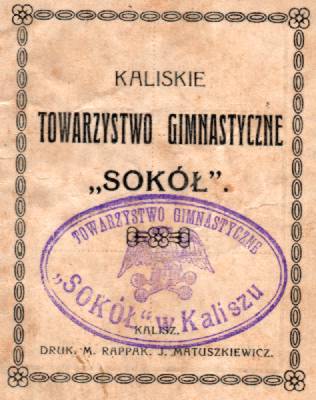 KALISKIE
TOWARZYSTWO GIMNASTYCZNE
„SOKÓŁ”.
TOWARZYSTWO GIMNASTYCZNE
„SOKÓŁ“ w Kaliszu
KALISZ.
DRUK. M. RAPPAK. J. MATUSZKIEWICZ.